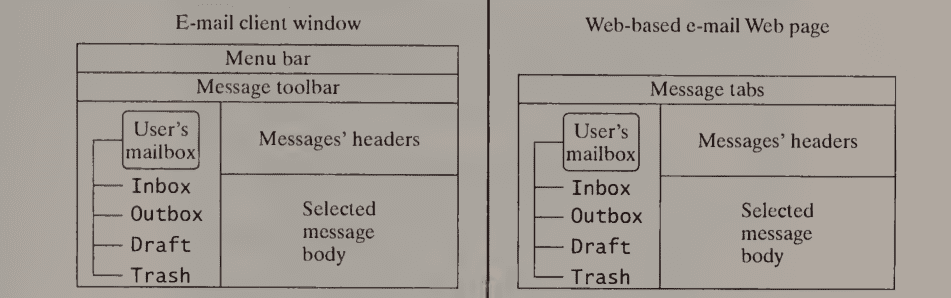 E-mail client window
Menu bar
Message toolbar
User's
mailbox
Inbox
Outbox
Draft
Trash
Messages' headers
Selected
message
body
Web-based e-mail Web page
Message tabs
User's
mailbox
Inbox
Outbox
Draft
Trash
Messages' headers
Selected
message
body